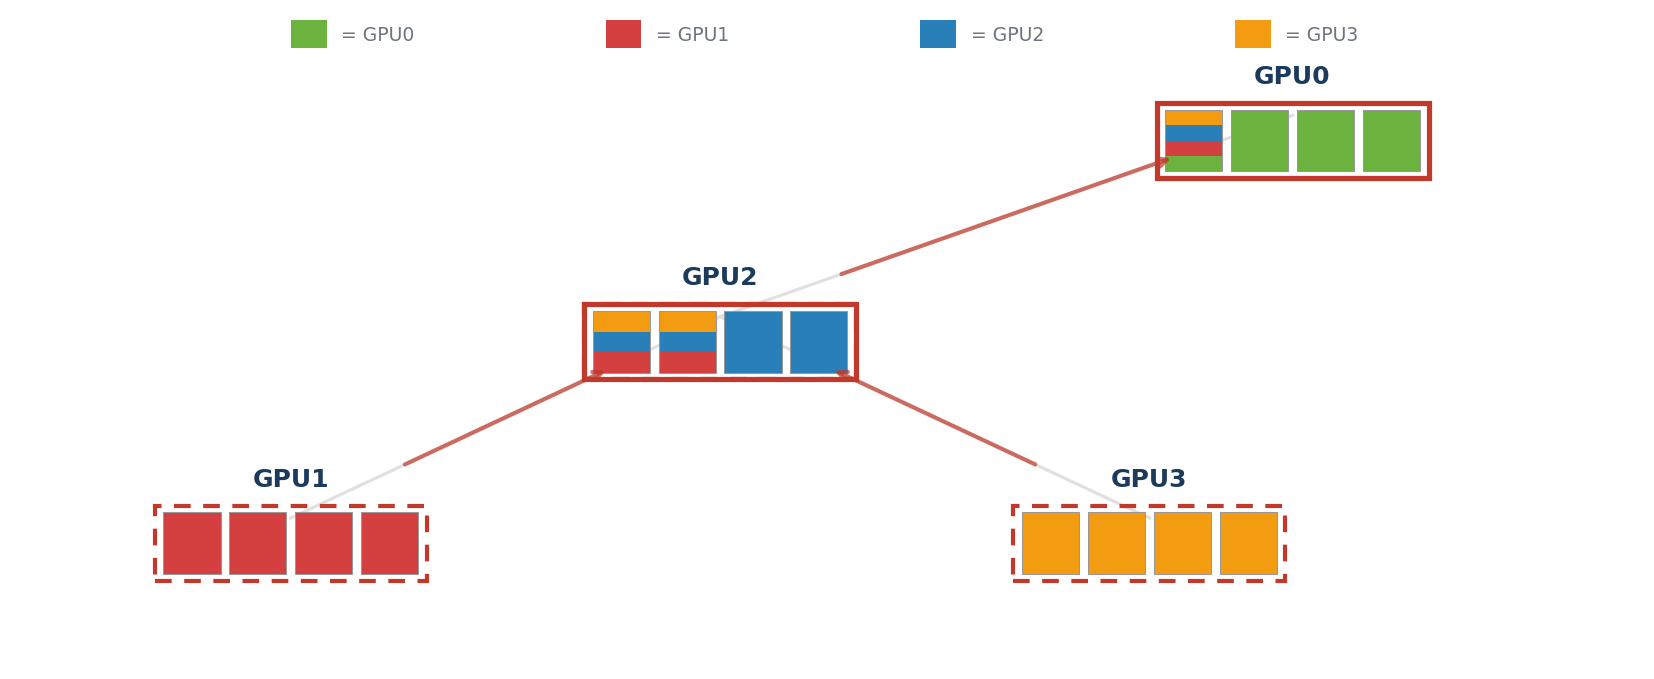 = GPU0
= GPU1
= GPU2
= GPU3
GPU0
GPU2
GPU1
GPU3